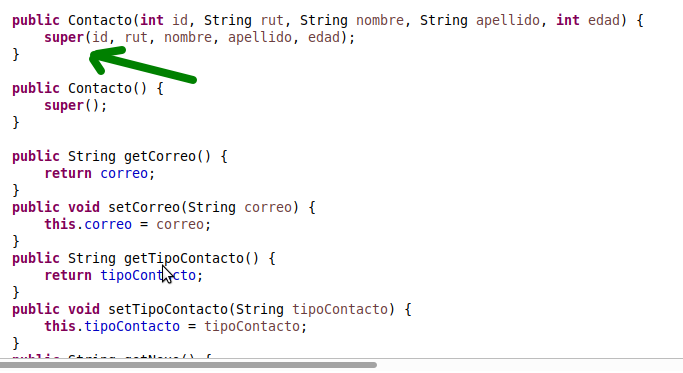 public Contacto(int id, String rut, String nombre, String apellido, int edad) {
super(id, rut, nombre, apellido, edad);
}
public Contacto() {
super();
}
public String getCorreo() {
return correo;
}
public void setCorreo(String correo) {
this.correo = correo;
}
public String getTipoContacto() {
return tipoContacto;
}
public void setTipoContacto(String tipoContacto) {
this.tipoContacto = tipoContacto;
}
public String